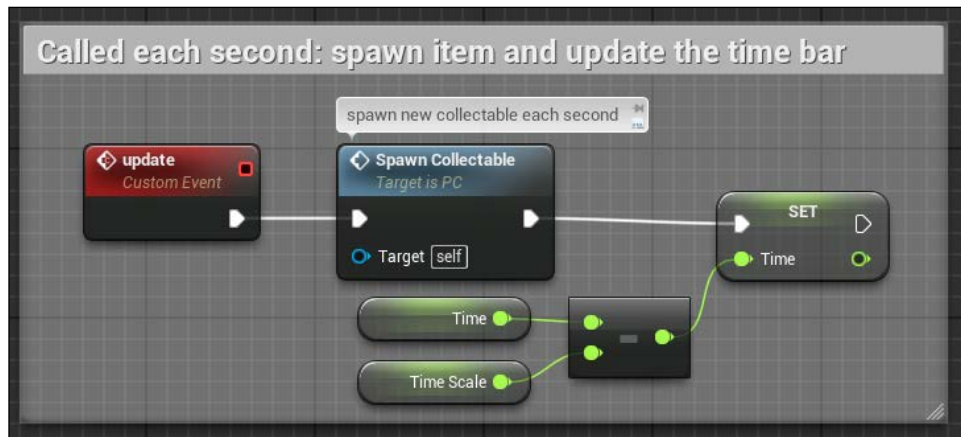 Called each second: spawn item and update the time bar
spawn new collectable each second
update
Custom Event
Spawn Collectable
Target is PC
Target self
SET
Time
Time
Time Scale